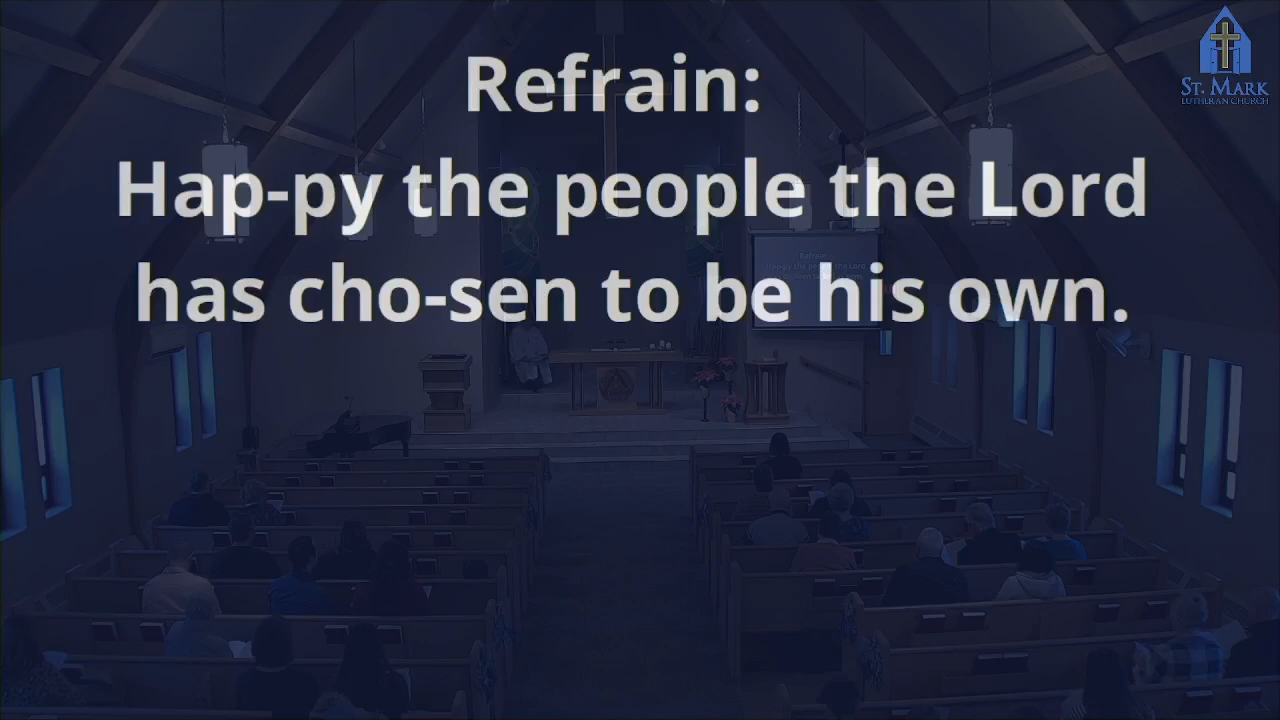 Refrain:
Hap-py the people the Lord
has cho-sen to be his own.
ST. MARK
LUTHERAN CHURCH